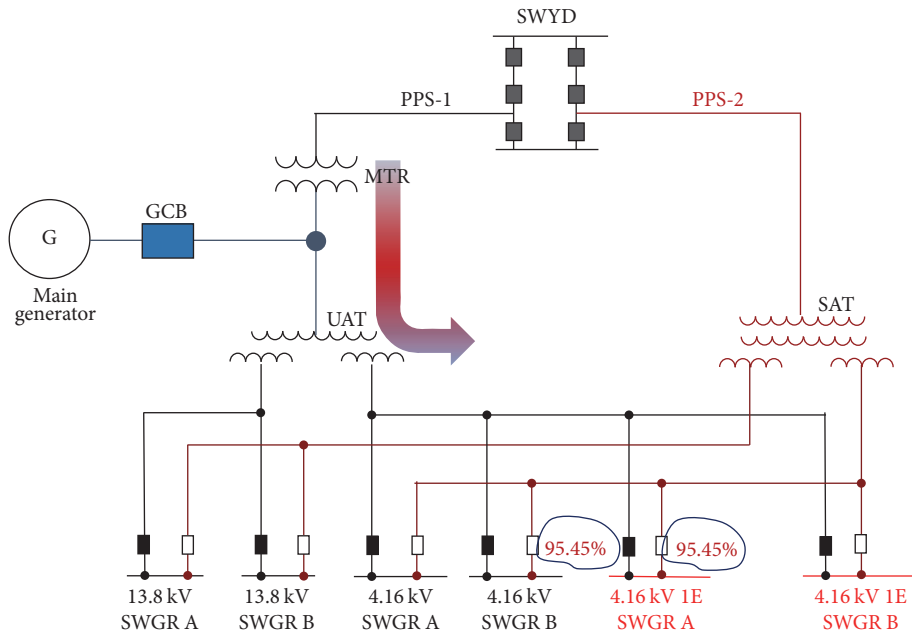 SWYD
PPS-1
PPS-2
MTR
GCB
G
Main
generator
UAT
SAT
95.45%
95.45%
13.8 kV
SWGR A
13.8 kV
SWGR B
4.16 kV
SWGR A
4.16 kV
SWGR B
4.16 kV 1E
SWGR A
4.16 kV 1E
SWGR B